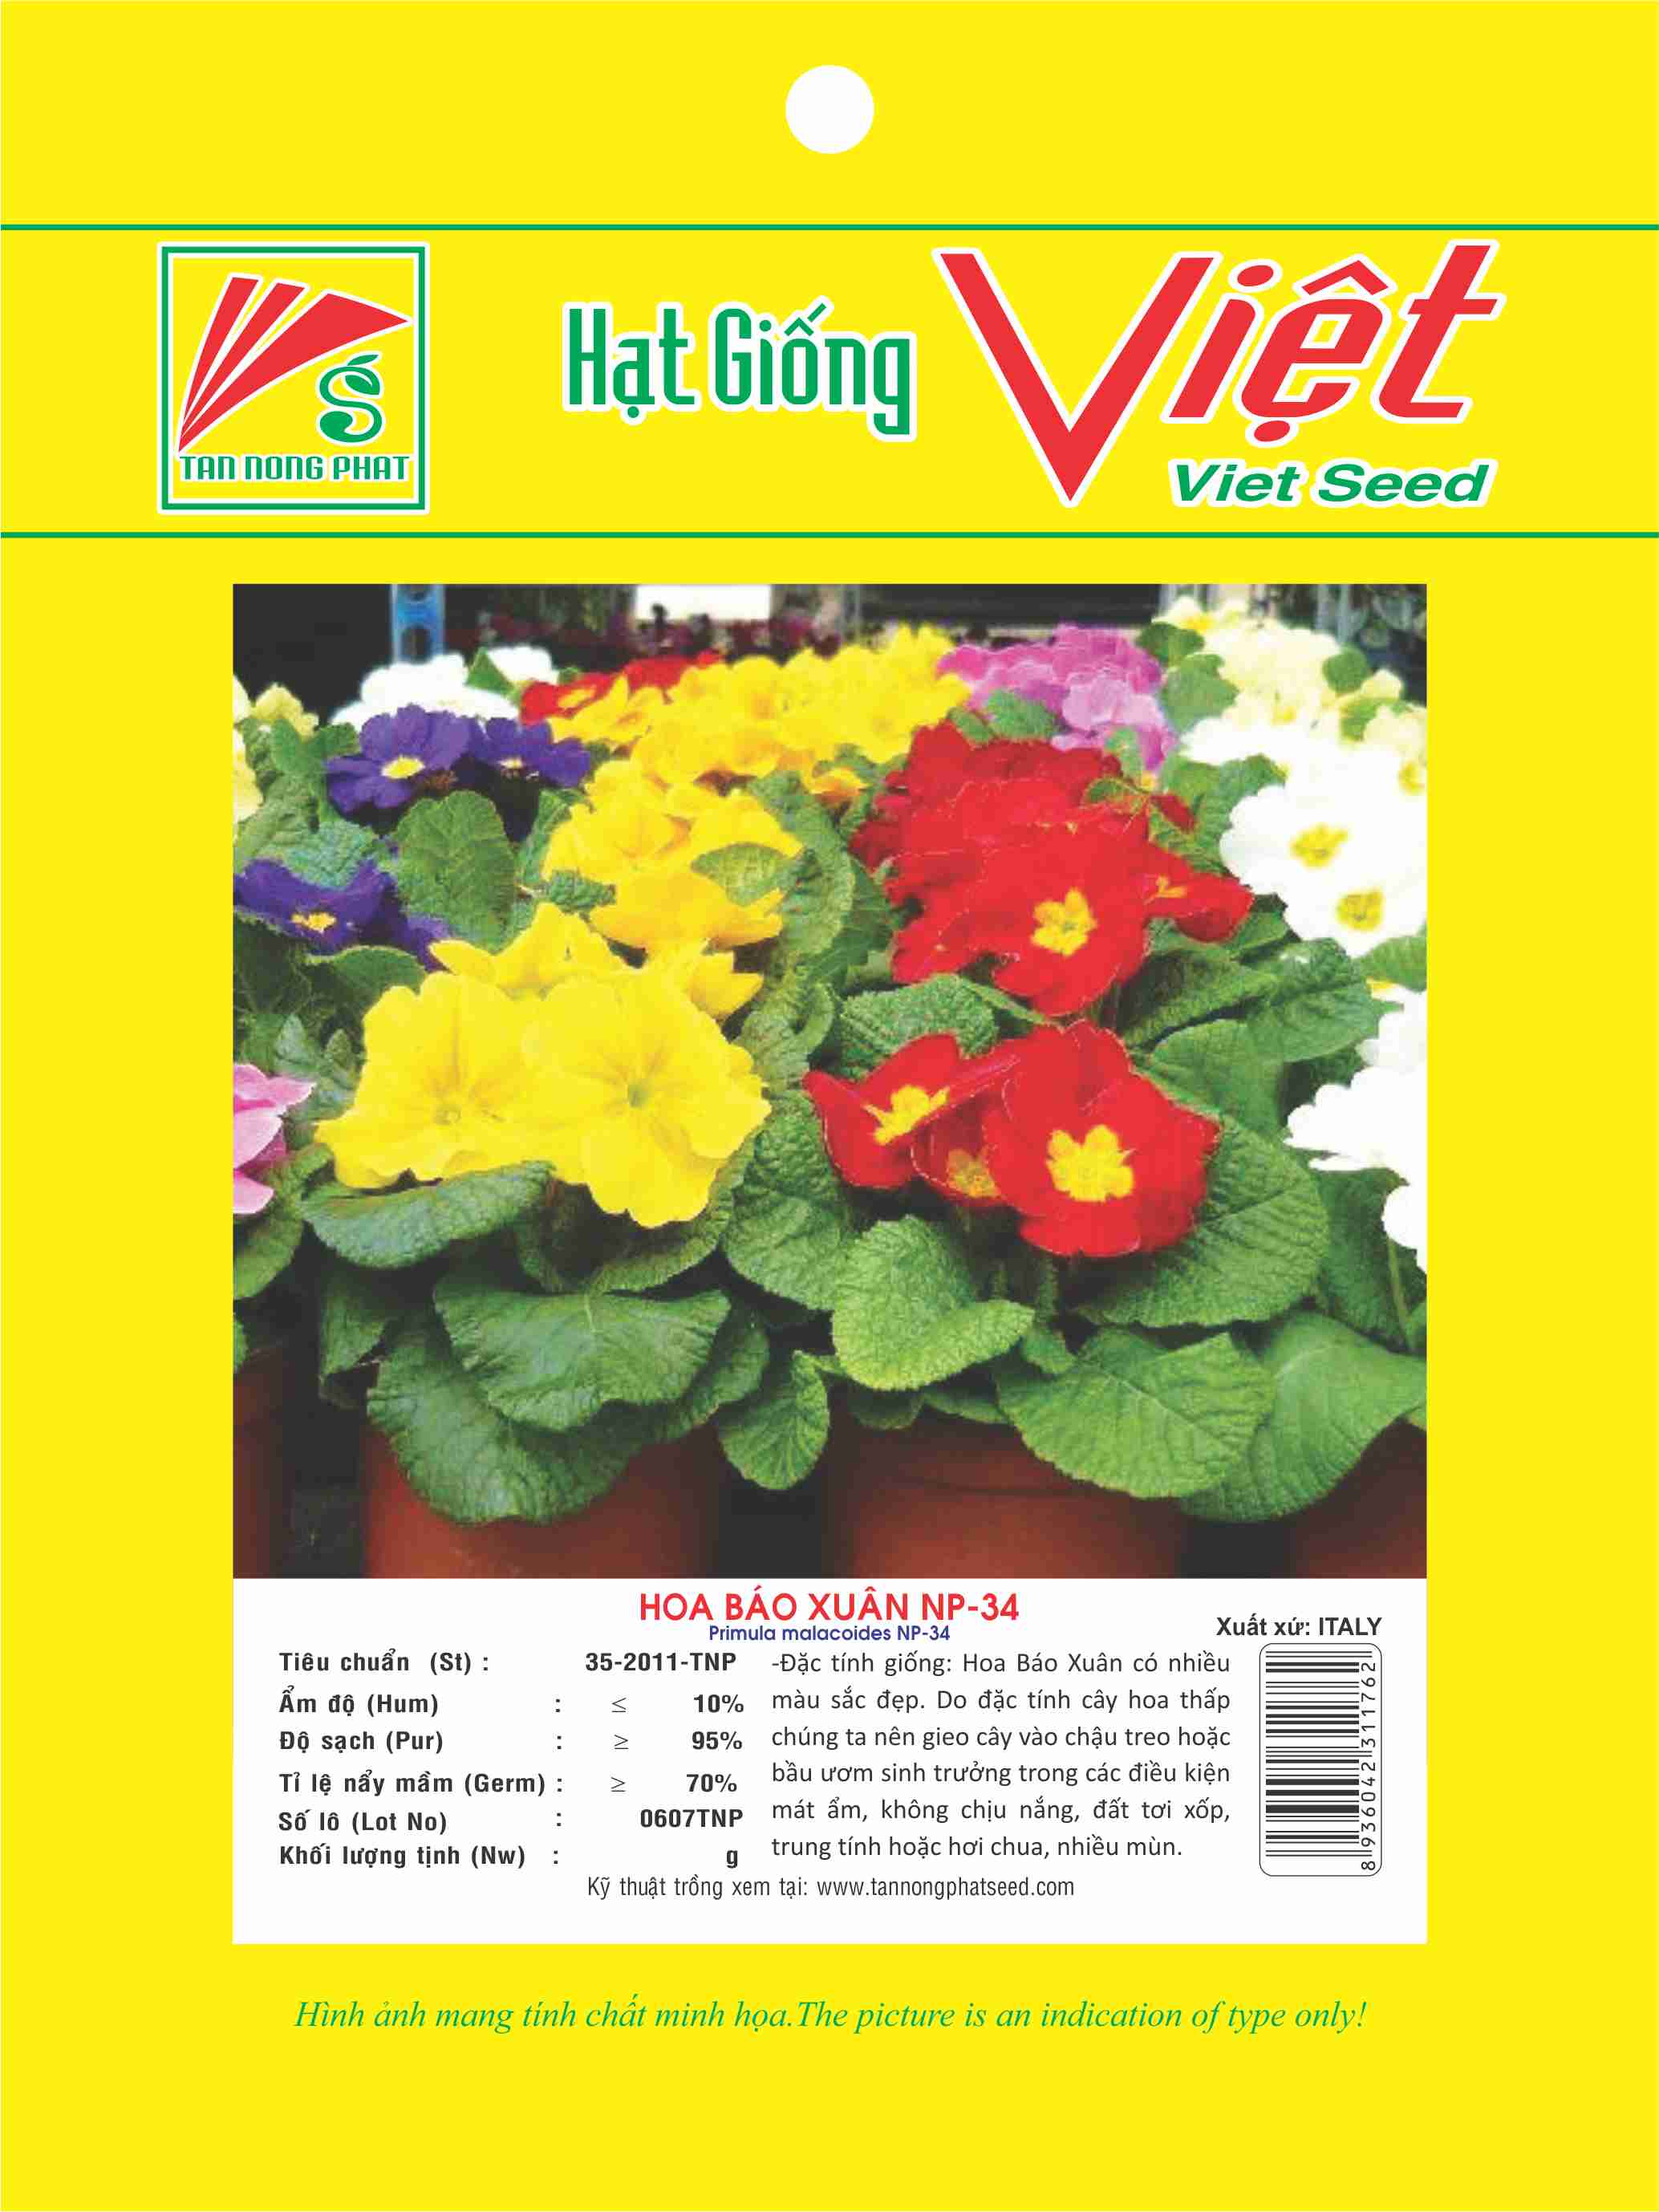 TAN NONG PHAT
Hạt Giống Việt
Viet Seed
HOA BÁO XUÂN NP-34
Primula malacoides NP-34
Xuất xứ: ITALY
Tiêu chuẩn (St) : 35-2011-TNP
Ẩm độ (Hum) : ≤ 10%
Độ sạch (Pur) : ≥ 95%
Tỉ lệ nẩy mầm (Germ) : ≥ 70%
Số lô (Lot No) : 0607TNP
Khối lượng tịnh (Nw) : g
-Đặc tính giống: Hoa Báo Xuân có nhiều
màu sắc đẹp. Do đặc tính cây hoa thấp
chúng ta nên gieo cây vào chậu treo hoặc
bầu ươm sinh trưởng trong các điều kiện
mát ẩm, không chịu nắng, đất tơi xốp,
trung tính hoặc hơi chua, nhiều mùn.
8 936042 311762
Kỹ thuật trồng xem tại: www.tannongphatseed.com
Hình ảnh mang tính chất minh họa.The picture is an indication of type only!